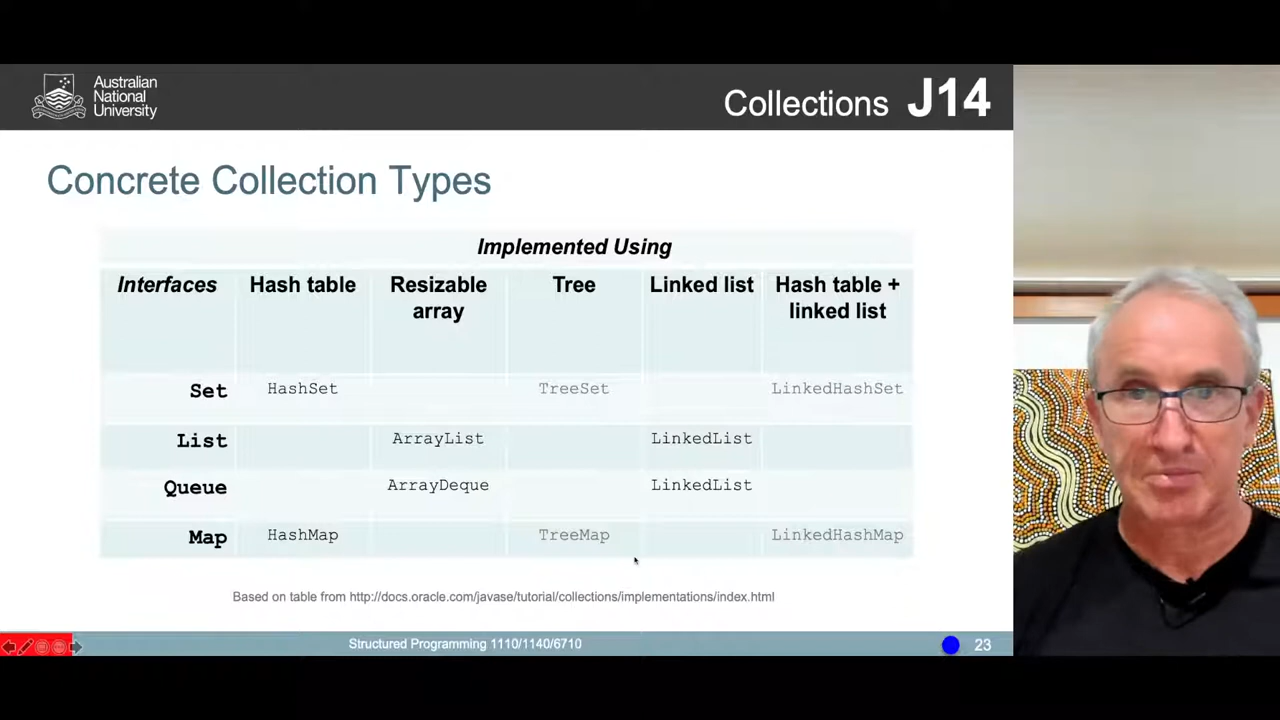 Australian
National
University
Collections J14
Concrete Collection Types
Implemented Using
Interfaces Hash table Resizable array Tree Linked list Hash table + linked list
Set HashSet TreeSet LinkedHashSet
List ArrayList LinkedList
Queue ArrayDeque LinkedList
Map HashMap TreeMap LinkedHashMap
Based on table from http://docs.oracle.com/javase/tutorial/collections/implementations/index.html
Structured Programming 1110/1140/6710
23